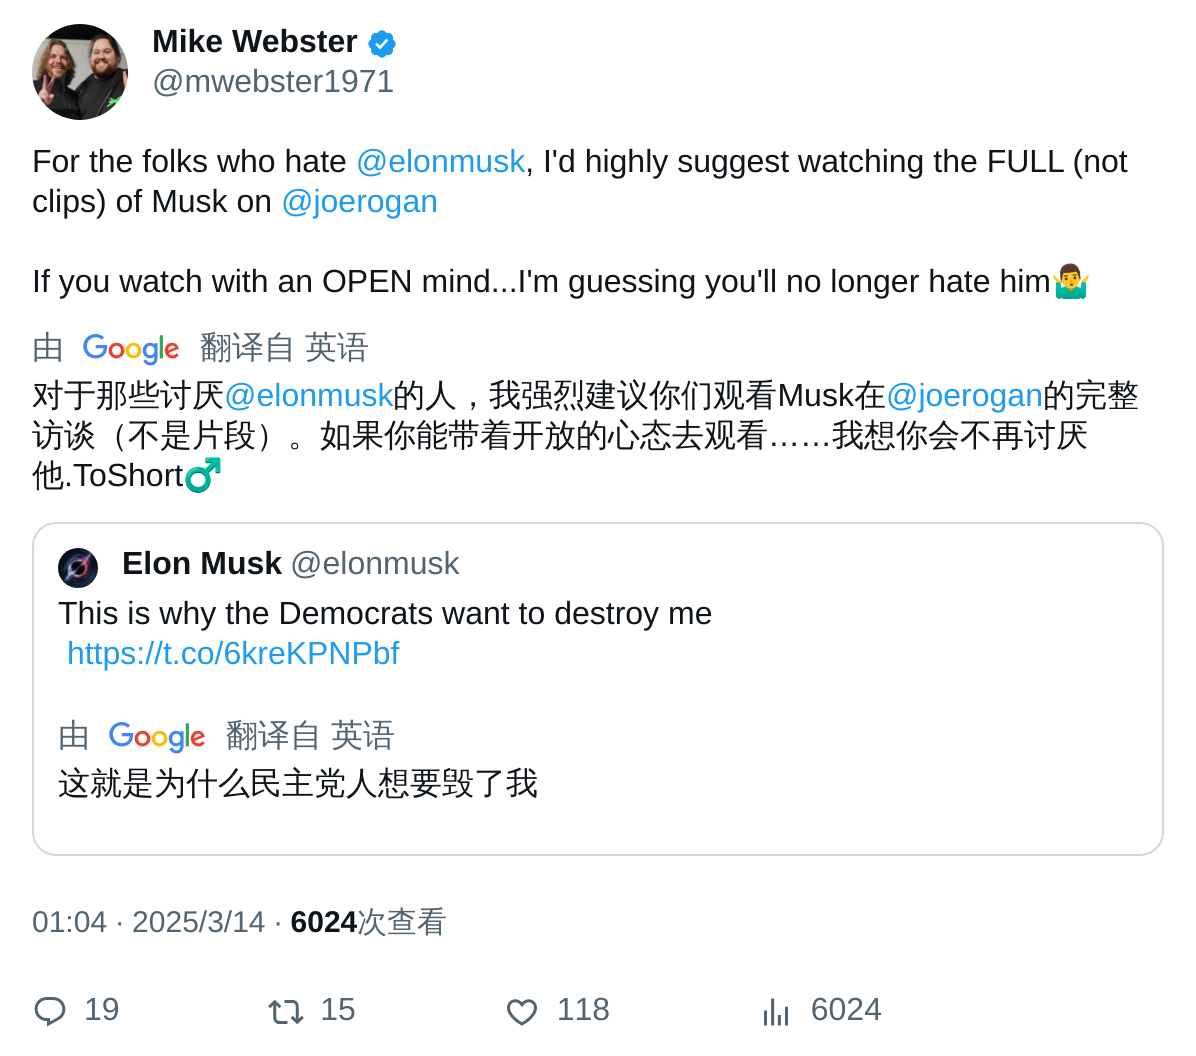 Mike Webster
@mwebster1971
For the folks who hate @elonmusk, I'd highly suggest watching the FULL (not
clips) of Musk on @joerogan
If you watch with an OPEN mind...I'm guessing you'll no longer hate him🤷‍♂️
由 Google 翻译自 英语
对于那些讨厌@elonmusk的人，我强烈建议你们观看Musk在@joerogan的完整
访谈（不是片段）。如果你能带着开放的心态去观看……我想你会不再讨厌
他.ToShort♂️
Elon Musk @elonmusk
This is why the Democrats want to destroy me
https://t.co/6kreKPNPbf
由 Google 翻译自 英语
这就是为什么民主党人想要毁了我
01:04 · 2025/3/14 · 6024次查看
19 15 118 6024